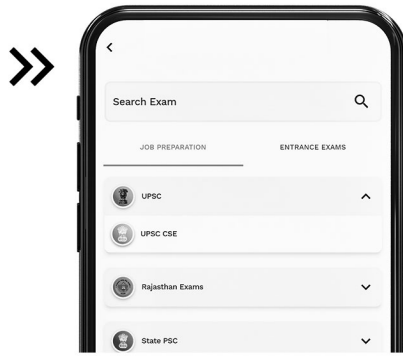 Search Exam
JOB PREPARATION ENTRANCE EXAMS
UPSC
UPSC CSE
Rajasthan Exams
State PSC